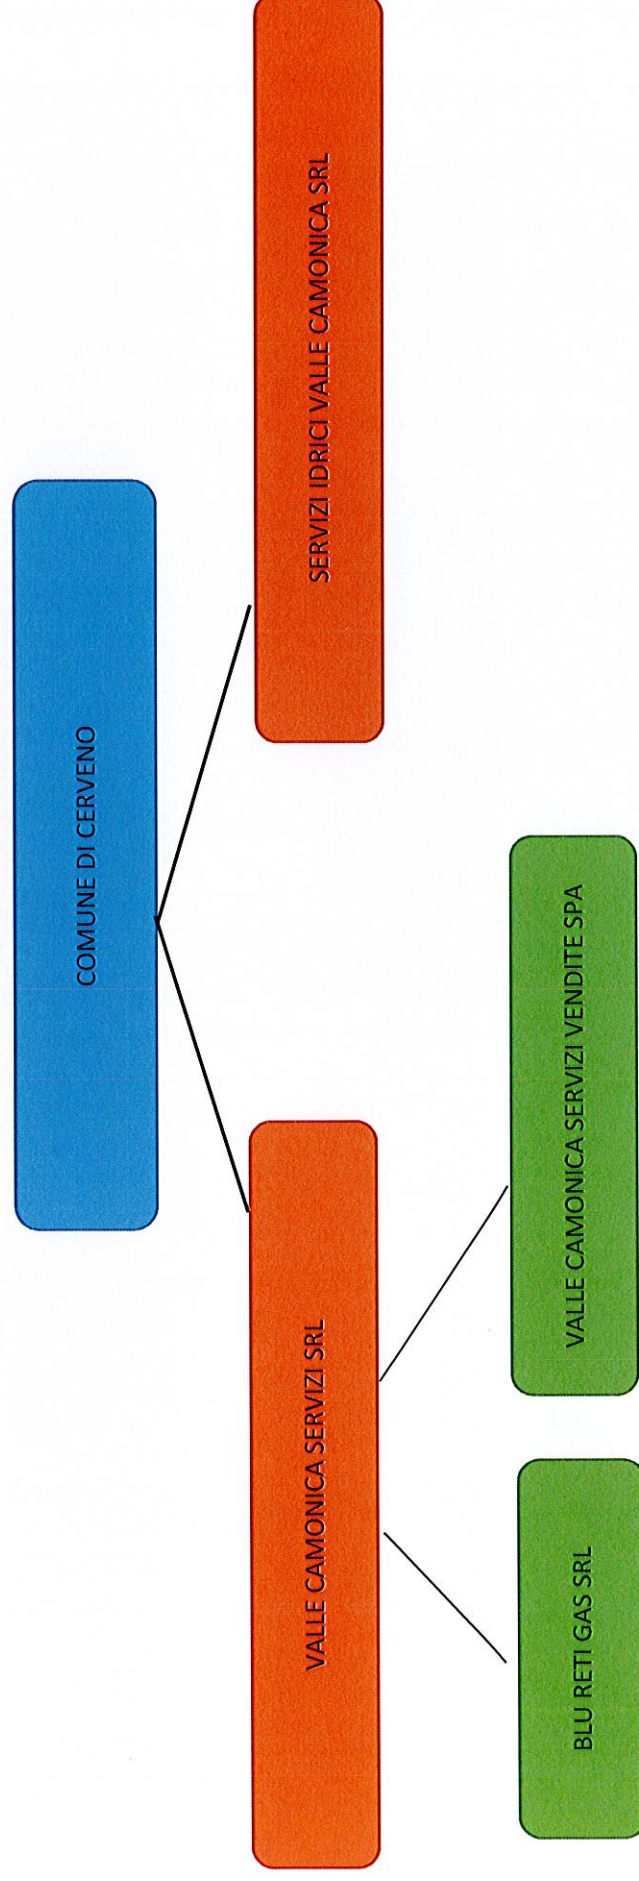 COMUNE DI CERVENO
VALLE CAMONICA SERVIZI SRL
SERVIZI IDRICI VALLE CAMONICA SRL
BLU RETI GAS SRL
VALLE CAMONICA SERVIZI VENDITE SPA